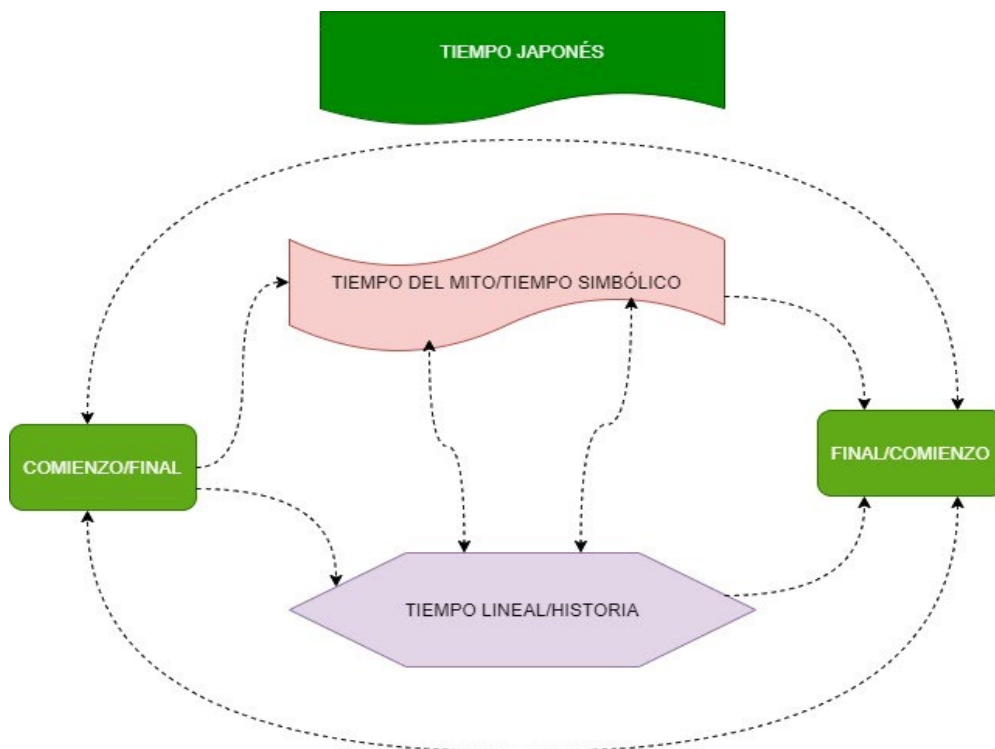 TIEMPO JAPONÉS
TIEMPO DEL MITO/TIEMPO SIMBÓLICO
COMIENZO/FINAL
FINAL/COMIENZO
TIEMPO LINEAL/HISTORIA